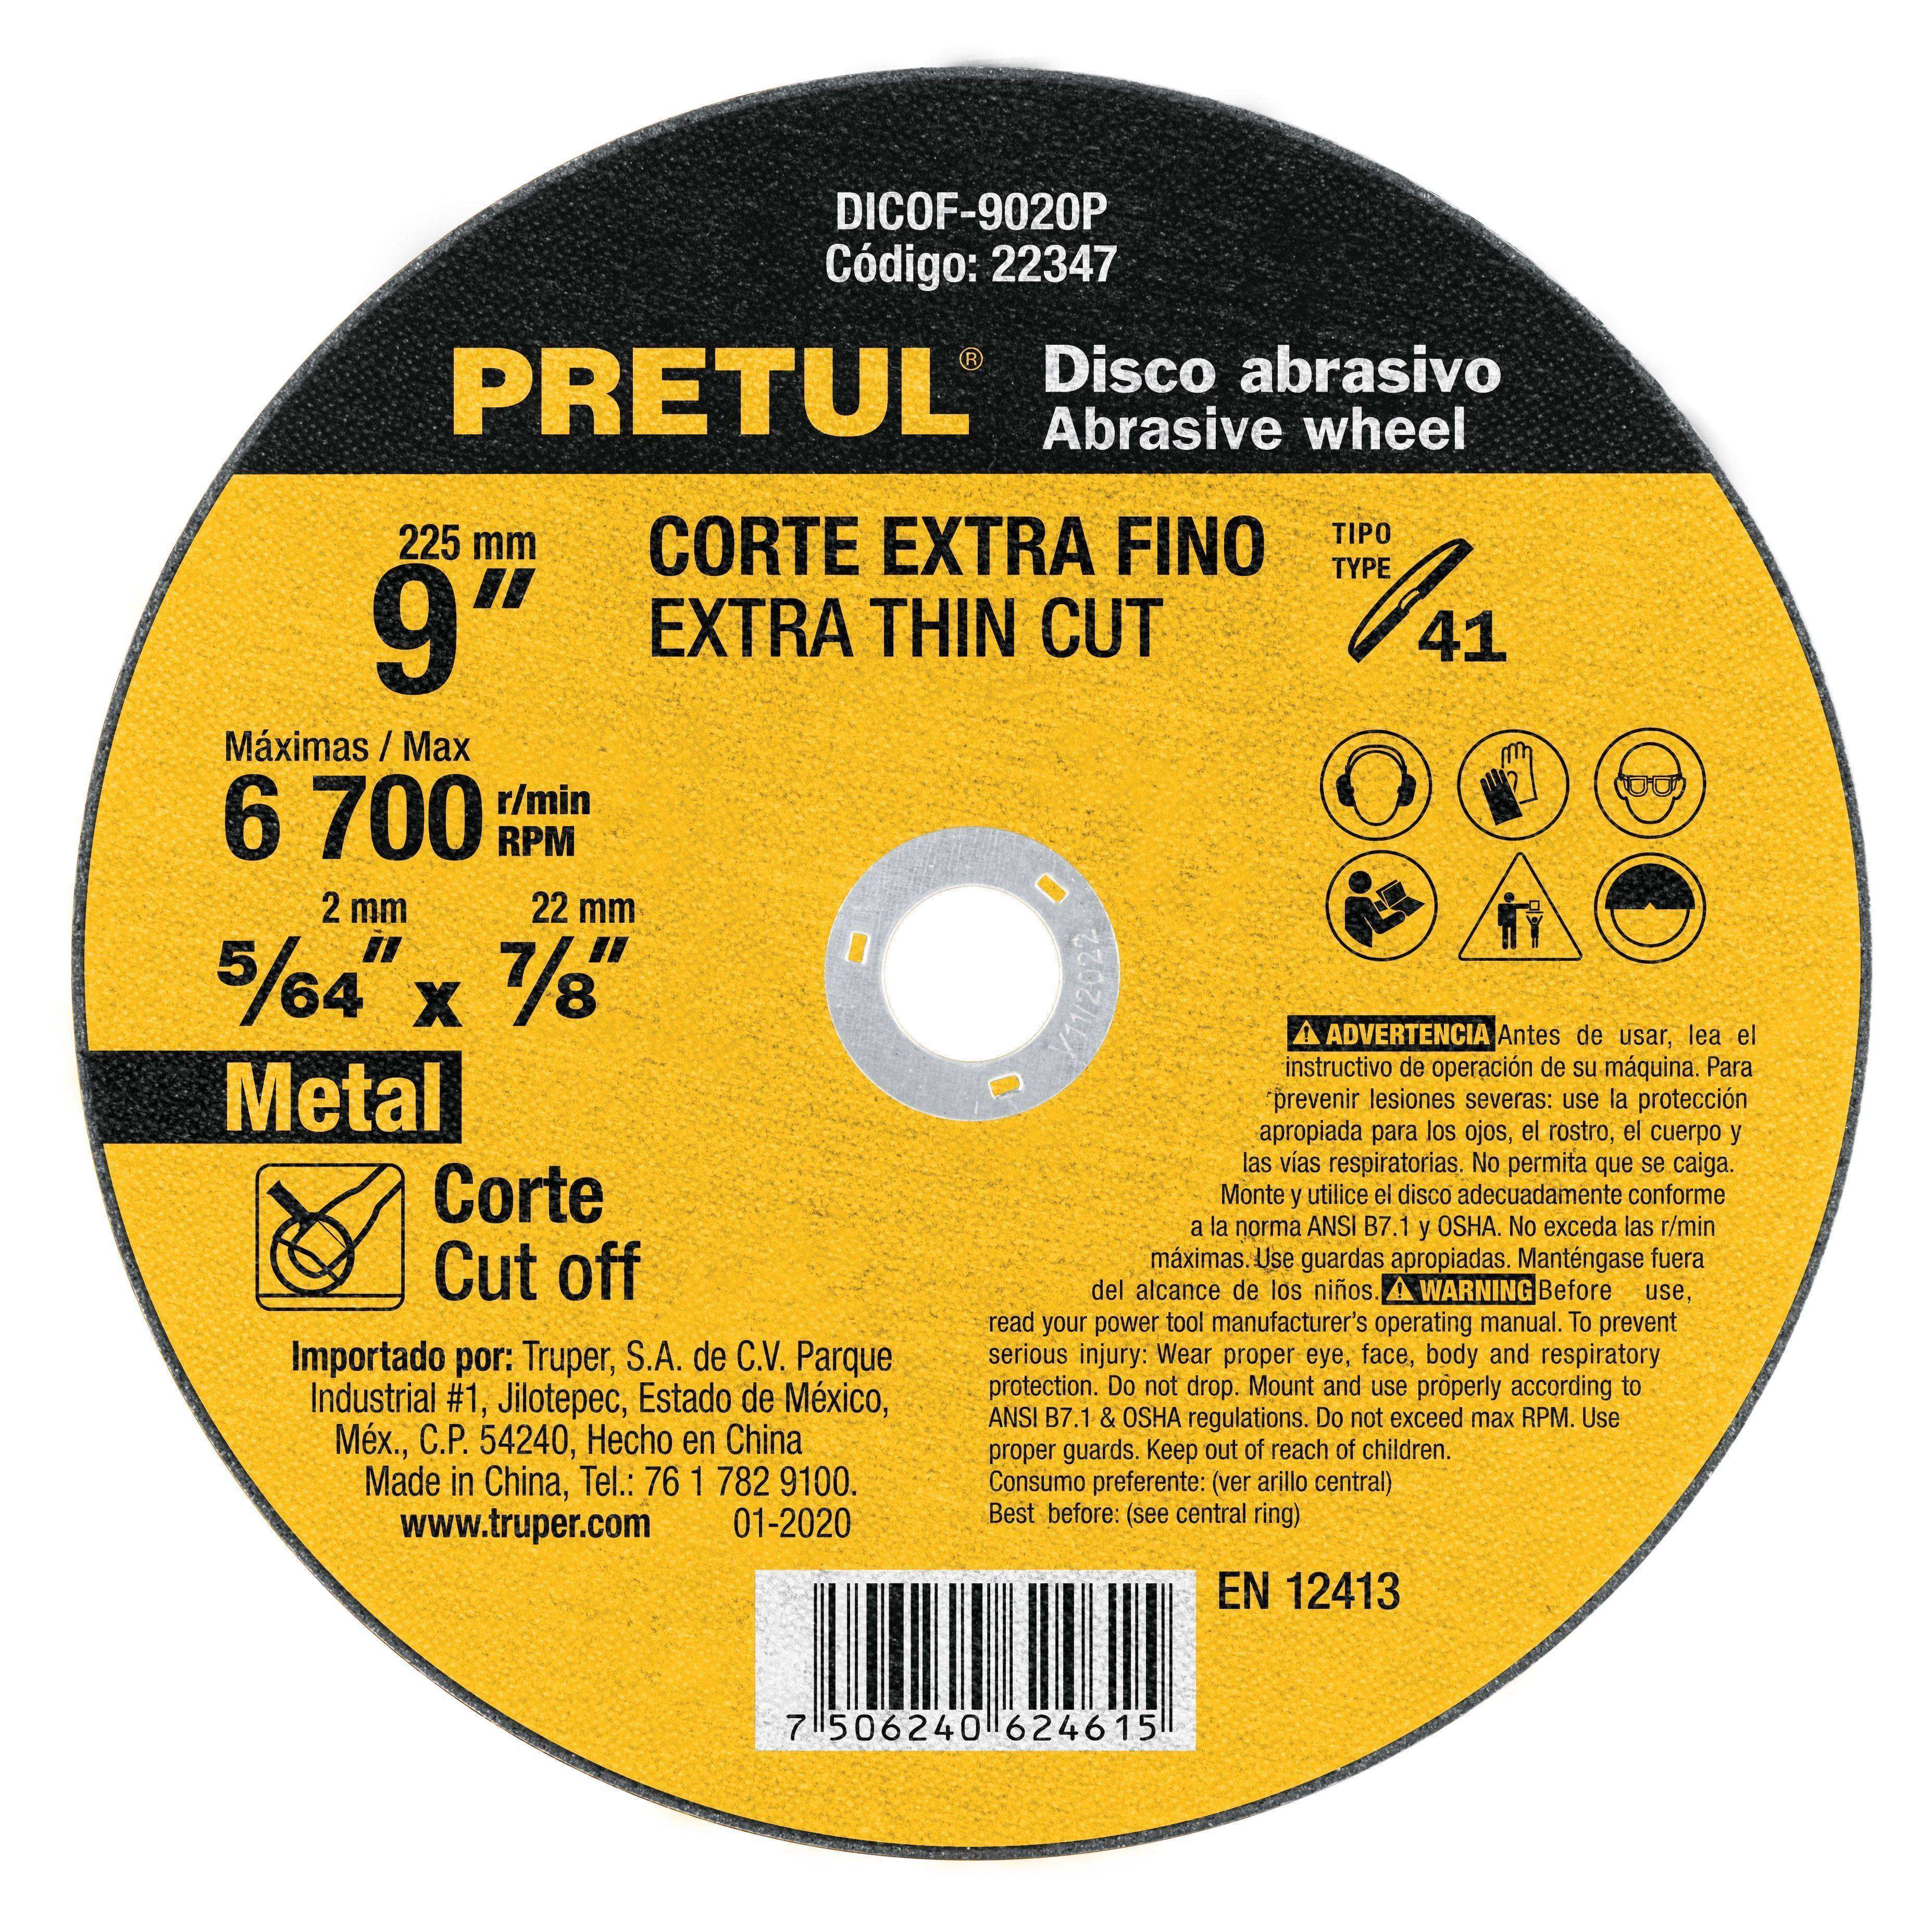 DICOF-9020P
Código: 22347
PRETUL®
Disco abrasivo
Abrasive wheel
225 mm
9"
CORTE EXTRA FINO
EXTRA THIN CUT
TIPO
TYPE
41
Máximas / Max
6 700 r/min
RPM
2 mm
22 mm
5/64" x 7/8"
V11/2022
Metal
Corte
Cut off
ADVERTENCIA Antes de usar, lea el
instructivo de operación de su máquina. Para
prevenir lesiones severas: use la protección
apropiada para los ojos, el rostro, el cuerpo y
las vías respiratorias. No permita que se caiga.
Monte y utilice el disco adecuadamente conforme
a la norma ANSI B7.1 y OSHA. No exceda las r/min
máximas. Use guardas apropiadas. Manténgase fuera
del alcance de los niños. WARNING Before use,
read your power tool manufacturer's operating manual. To prevent
serious injury: Wear proper eye, face, body and respiratory
protection. Do not drop. Mount and use properly according to
ANSI B7.1 & OSHA regulations. Do not exceed max RPM. Use
proper guards. Keep out of reach of children.
Consumo preferente: (ver arillo central)
Best before: (see central ring)
Importado por: Truper, S.A. de C.V. Parque
Industrial #1, Jilotepec, Estado de México,
Méx., C.P. 54240, Hecho en China
Made in China, Tel.: 76 1 782 9100.
www.truper.com 01-2020
EN 12413
7 506240 624615